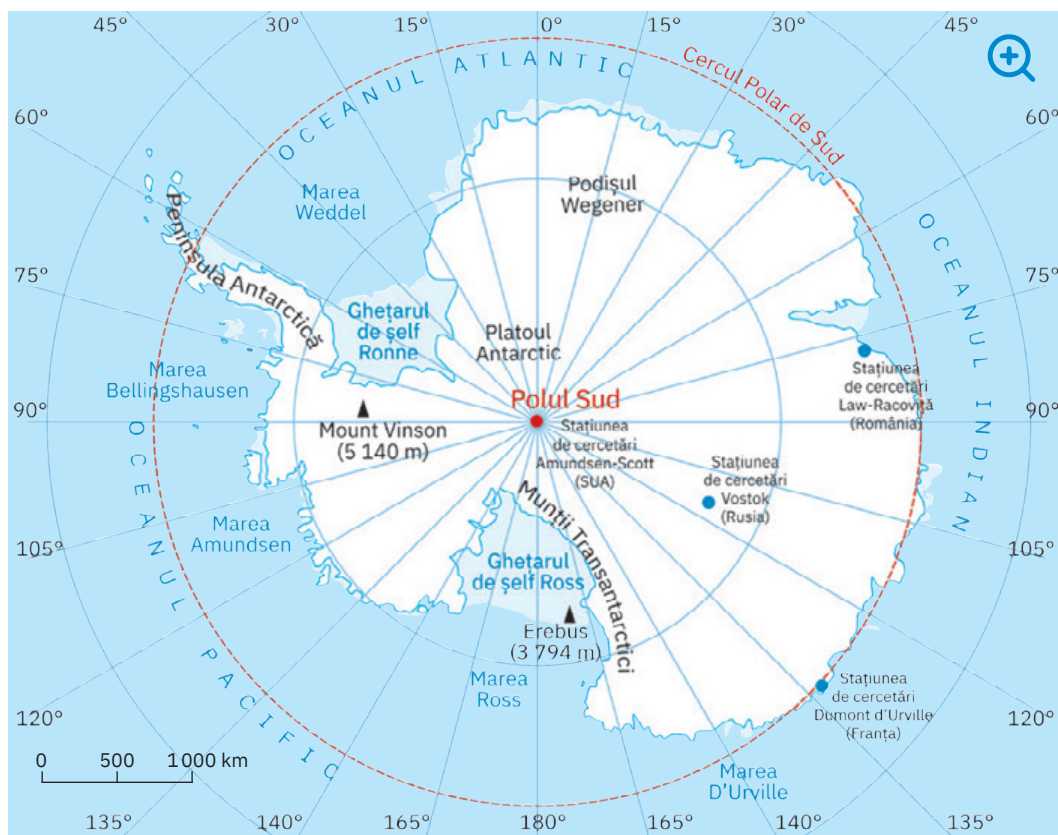 45°
30°
15°
0°
15°
30°
45°
OCEANUL ATLANTIC
Cercul Polar de Sud
60°
60°
Marea
Weddel
Podișul
Wegener
Peninsula Antarctică
OCEANUL INDIAN
75°
75°
Ghețarul
de șelf
Ronne
Platoul
Antarctic
Marea
Bellingshausen
Stațiunea
de cercetări
Law-Racoviță
(România)
Polul Sud
90°
90°
Mount Vinson
(5 140 m)
Stațiunea
de cercetări
Amundsen-Scott
(SUA)
Stațiunea
de cercetări
Vostok
(Rusia)
OCEANUL PACIFIC
Marea
Amundsen
Munții Transantarctici
105°
105°
Ghețarul
de șelf Ross
Erebus
(3 794 m)
Marea
Ross
Stațiunea
de cercetări
Dumont d'Urville
(Franța)
120°
120°
0 500 1 000 km
Marea
D'Urville
135°
150°
165°
180°
165°
150°
135°